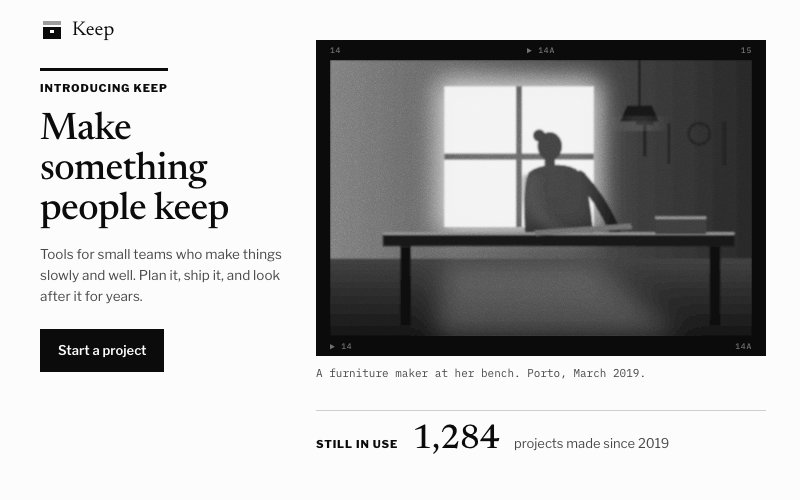 Keep
INTRODUCING KEEP
Make
something
people keep
Tools for small teams who make things
slowly and well. Plan it, ship it, and look
after it for years.
Start a project
14 ▶ 14A 15
▶ 14 14A
A furniture maker at her bench. Porto, March 2019.
STILL IN USE 1,284 projects made since 2019